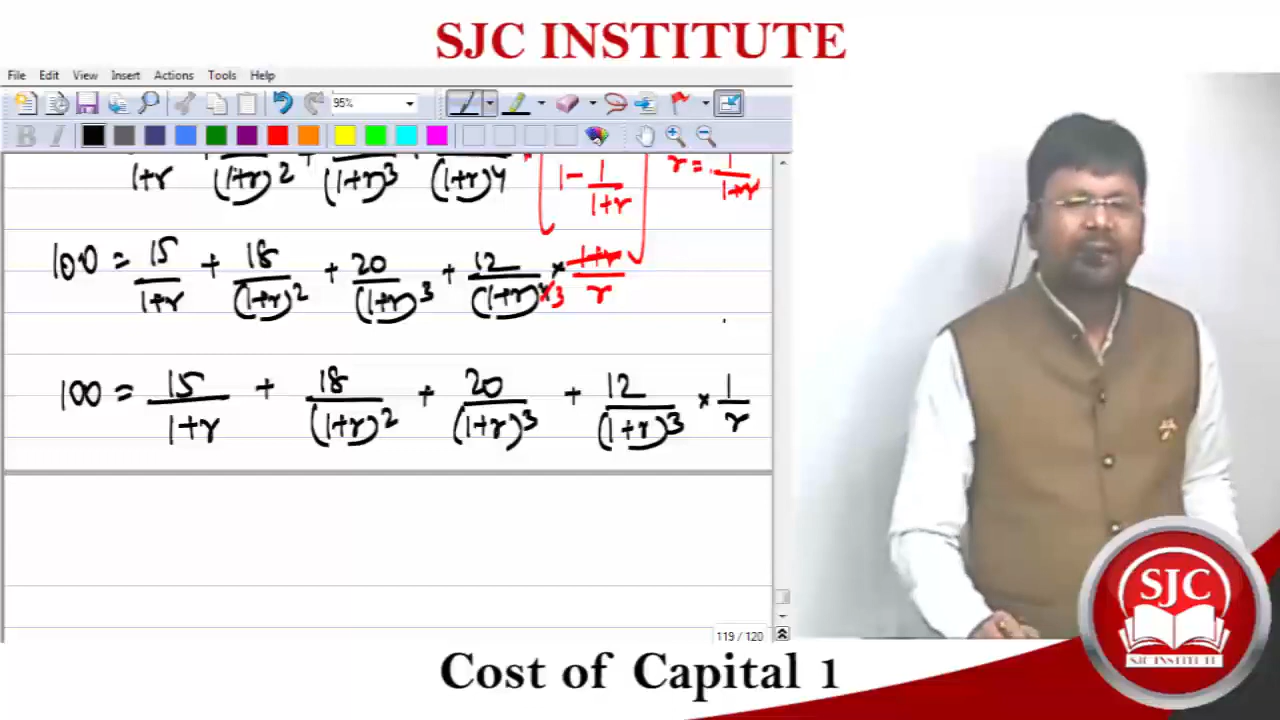 SJC INSTITUTE
File Edit View Insert Actions Tools Help
95%
B I
1+r (1+r)2 (1+r)3 (1+r)4 1 - 1/1+r r = 1/1+r
100 = 15/1+r + 18/(1+r)2 + 20/(1+r)3 + 12/(1+r)3 × 1+r/r
100 = 15/1+r + 18/(1+r)2 + 20/(1+r)3 + 12/(1+r)3 × 1/r
119 / 120
SJC
SJC INSTITUTE
Cost of Capital 1